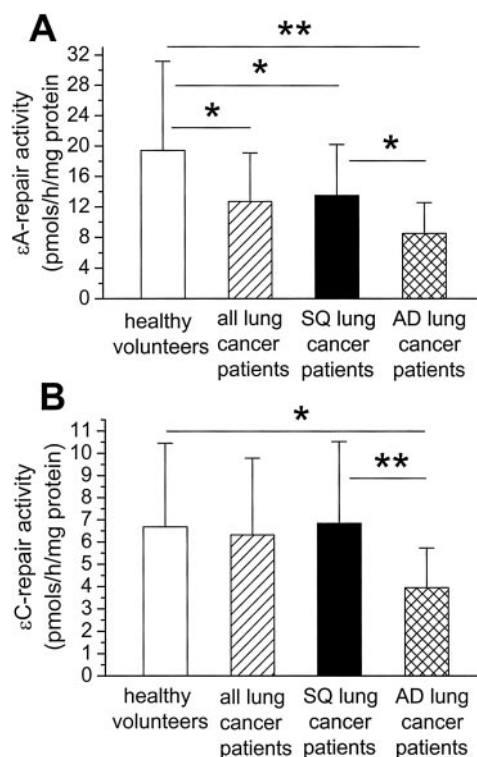 A
**
*
*
*
εA-repair activity
(pmols/h/mg protein)
32
28
24
20
16
12
8
4
0
healthy
volunteers
all lung
cancer
patients
SQ lung
cancer
patients
AD lung
cancer
patients
B
*
**
εC-repair activity
(pmols/h/mg protein)
11
10
9
8
7
6
5
4
3
2
1
0
healthy
volunteers
all lung
cancer
patients
SQ lung
cancer
patients
AD lung
cancer
patients